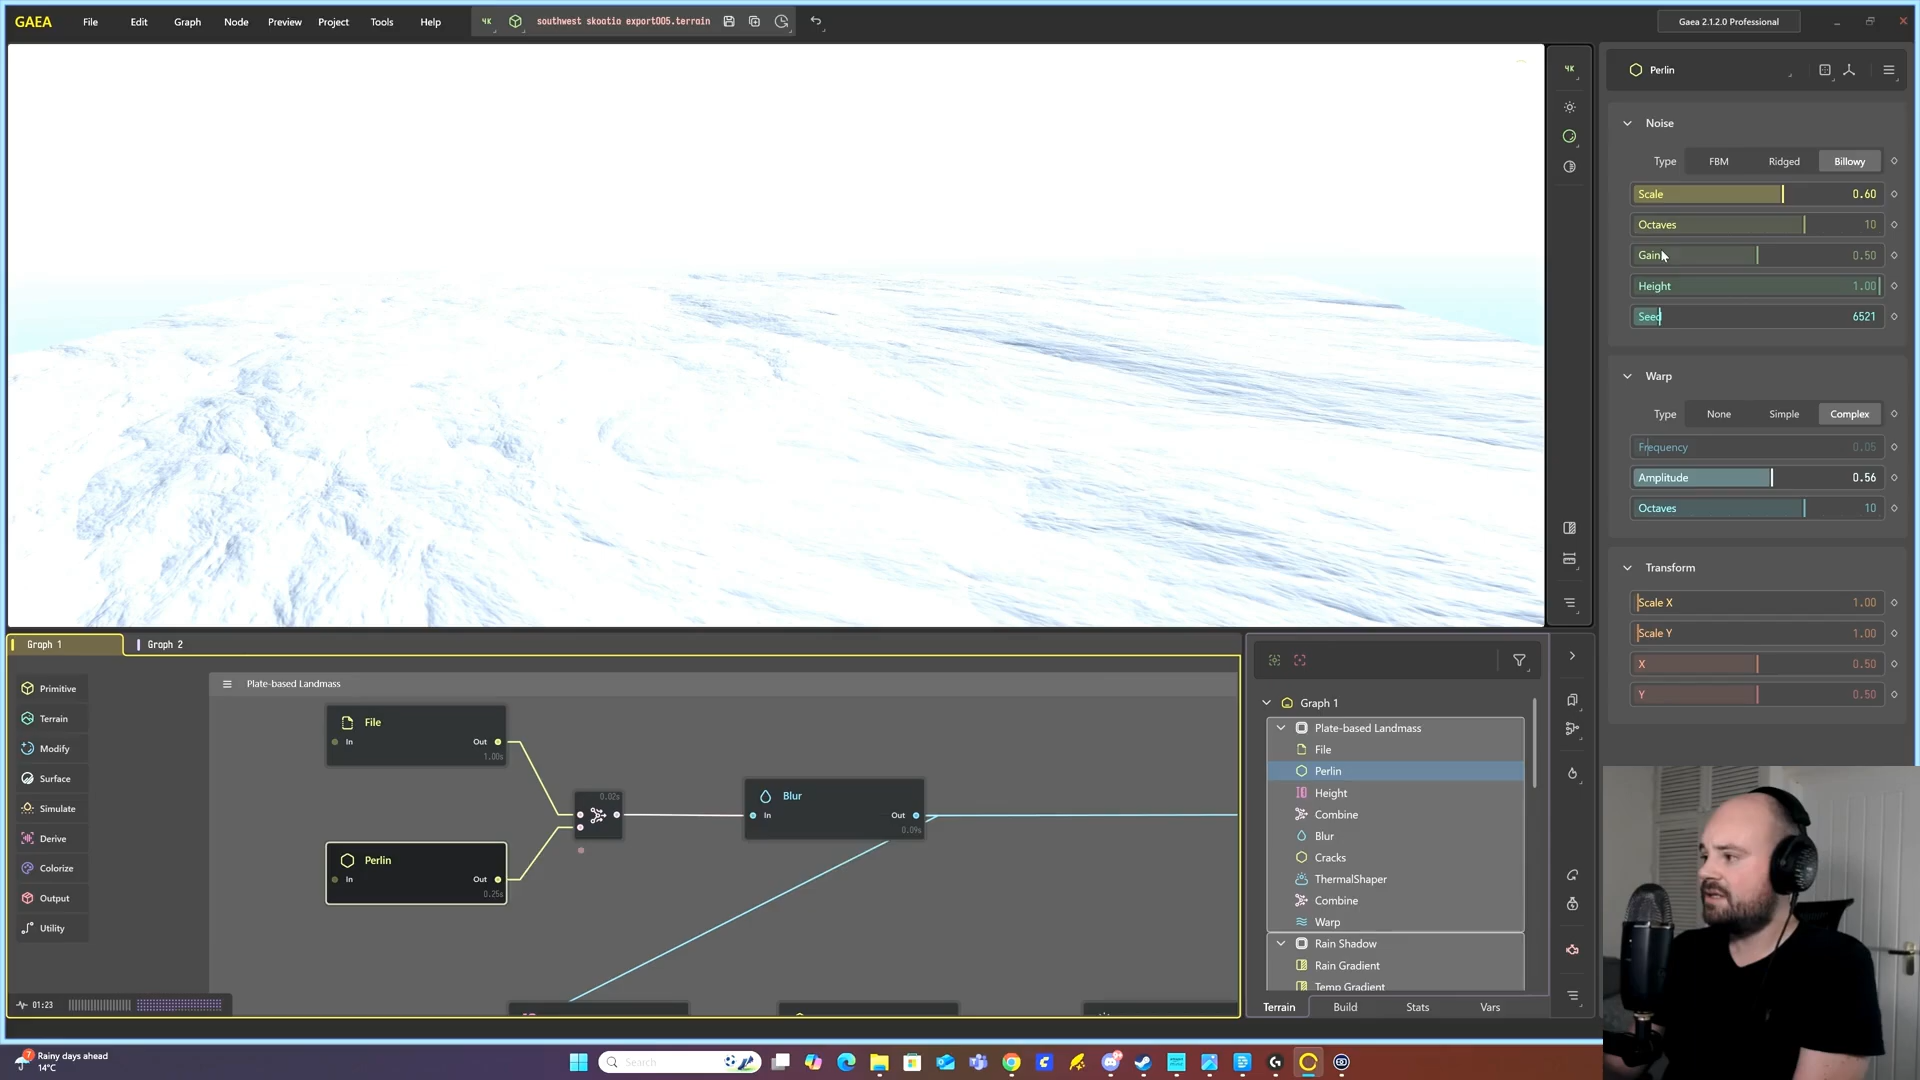 GAEA File Edit Graph Node Preview Project Tools Help 4K southwest skoatio export005.terrain Gaea 2.1.2.0 Professional
4K
Perlin
Noise
Type FBM Ridged Billowy
Scale 0.60
Octaves 10
Gain 0.50
Height 1.00
Seed 6521
Warp
Type None Simple Complex
Frequency 0.05
Amplitude 0.56
Octaves 10
Transform
Scale X 1.00
Scale Y 1.00
X 0.50
Y 0.50
Graph 1 Graph 2
Primitive
Terrain
Modify
Surface
Simulate
Derive
Colorize
Output
Utility
Plate-based Landmass
File
In Out
1.00s
0.02s
Blur
In Out
0.09s
Perlin
In Out
0.25s
01:23
Graph 1
Plate-based Landmass
File
Perlin
Height
Combine
Blur
Cracks
ThermalShaper
Combine
Warp
Rain Shadow
Rain Gradient
Temp Gradient
Terrain Build Stats Vars
7
Rainy days ahead
14°C
Search